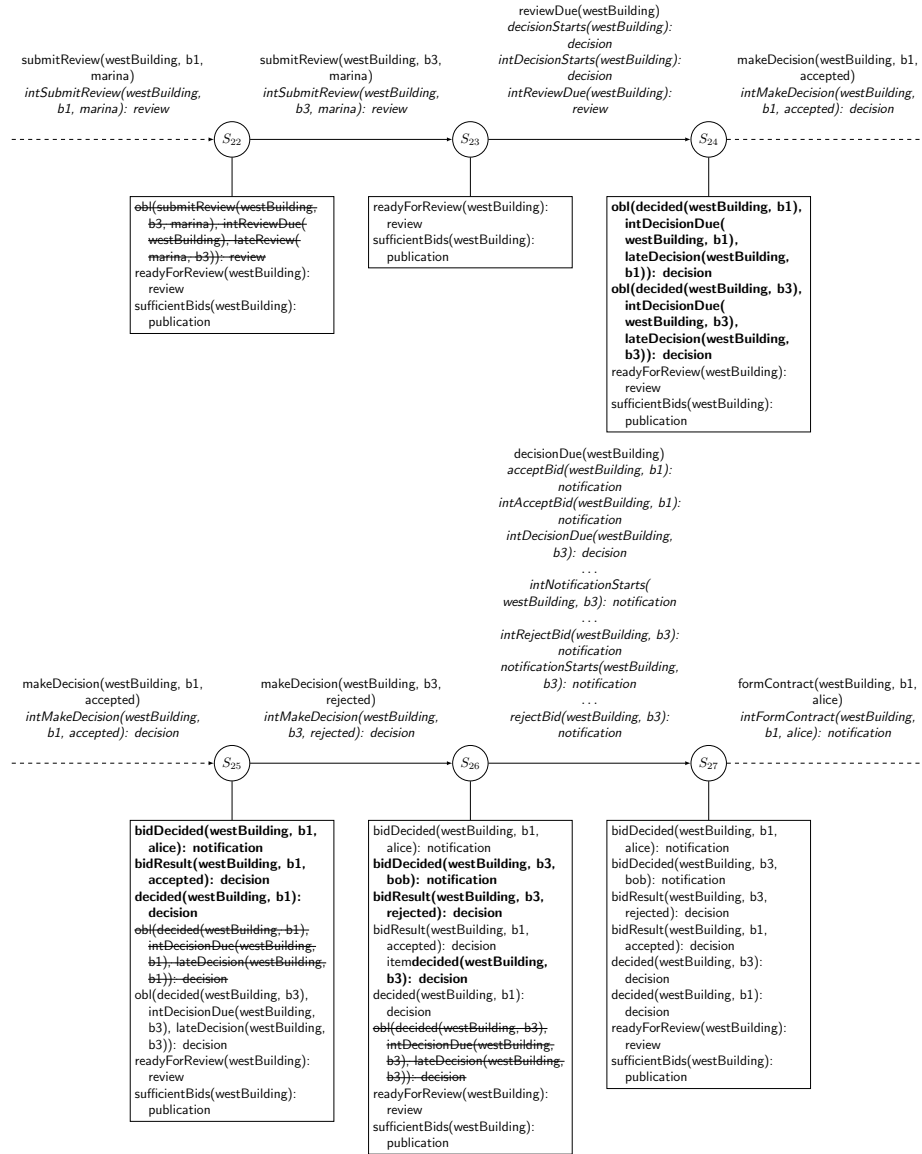 submitReview(westBuilding, b1,
marina)
intSubmitReview(westBuilding,
b1, marina): review
submitReview(westBuilding, b3,
marina)
intSubmitReview(westBuilding,
b3, marina): review
reviewDue(westBuilding)
decisionStarts(westBuilding):
decision
intDecisionStarts(westBuilding):
decision
intReviewDue(westBuilding):
review
makeDecision(westBuilding, b1,
accepted)
intMakeDecision(westBuilding,
b1, accepted): decision
S22
S23
S24
obl(submitReview(westBuilding,
b3, marina), intReviewDue(
westBuilding), lateReview(
marina, b3)): review
readyForReview(westBuilding):
review
sufficientBids(westBuilding):
publication
readyForReview(westBuilding):
review
sufficientBids(westBuilding):
publication
obl(decided(westBuilding, b1),
intDecisionDue(
westBuilding, b1),
lateDecision(westBuilding,
b1)): decision
obl(decided(westBuilding, b3),
intDecisionDue(
westBuilding, b3),
lateDecision(westBuilding,
b3)): decision
readyForReview(westBuilding):
review
sufficientBids(westBuilding):
publication
makeDecision(westBuilding, b1,
accepted)
intMakeDecision(westBuilding,
b1, accepted): decision
makeDecision(westBuilding, b3,
rejected)
intMakeDecision(westBuilding,
b3, rejected): decision
decisionDue(westBuilding)
acceptBid(westBuilding, b1):
notification
intAcceptBid(westBuilding, b1):
notification
intDecisionDue(westBuilding,
b3): decision
...
intNotificationStarts(
westBuilding, b3): notification
...
intRejectBid(westBuilding, b3):
notification
notificationStarts(westBuilding,
b3): notification
...
rejectBid(westBuilding, b3):
notification
formContract(westBuilding, b1,
alice)
intFormContract(westBuilding,
b1, alice): notification
S25
S26
S27
bidDecided(westBuilding, b1,
alice): notification
bidResult(westBuilding, b1,
accepted): decision
decided(westBuilding, b1):
decision
obl(decided(westBuilding, b1),
intDecisionDue(westBuilding,
b1), lateDecision(westBuilding,
b1)): decision
obl(decided(westBuilding, b3),
intDecisionDue(westBuilding,
b3), lateDecision(westBuilding,
b3)): decision
readyForReview(westBuilding):
review
sufficientBids(westBuilding):
publication
bidDecided(westBuilding, b1,
alice): notification
bidDecided(westBuilding, b3,
bob): notification
bidResult(westBuilding, b3,
rejected): decision
bidResult(westBuilding, b1,
accepted): decision
itemdecided(westBuilding,
b3): decision
decided(westBuilding, b1):
decision
obl(decided(westBuilding, b3),
intDecisionDue(westBuilding,
b3), lateDecision(westBuilding,
b3)): decision
readyForReview(westBuilding):
review
sufficientBids(westBuilding):
publication
bidDecided(westBuilding, b1,
alice): notification
bidDecided(westBuilding, b3,
bob): notification
bidResult(westBuilding, b3,
rejected): decision
bidResult(westBuilding, b1,
accepted): decision
decided(westBuilding, b3):
decision
decided(westBuilding, b1):
decision
readyForReview(westBuilding):
review
sufficientBids(westBuilding):
publication